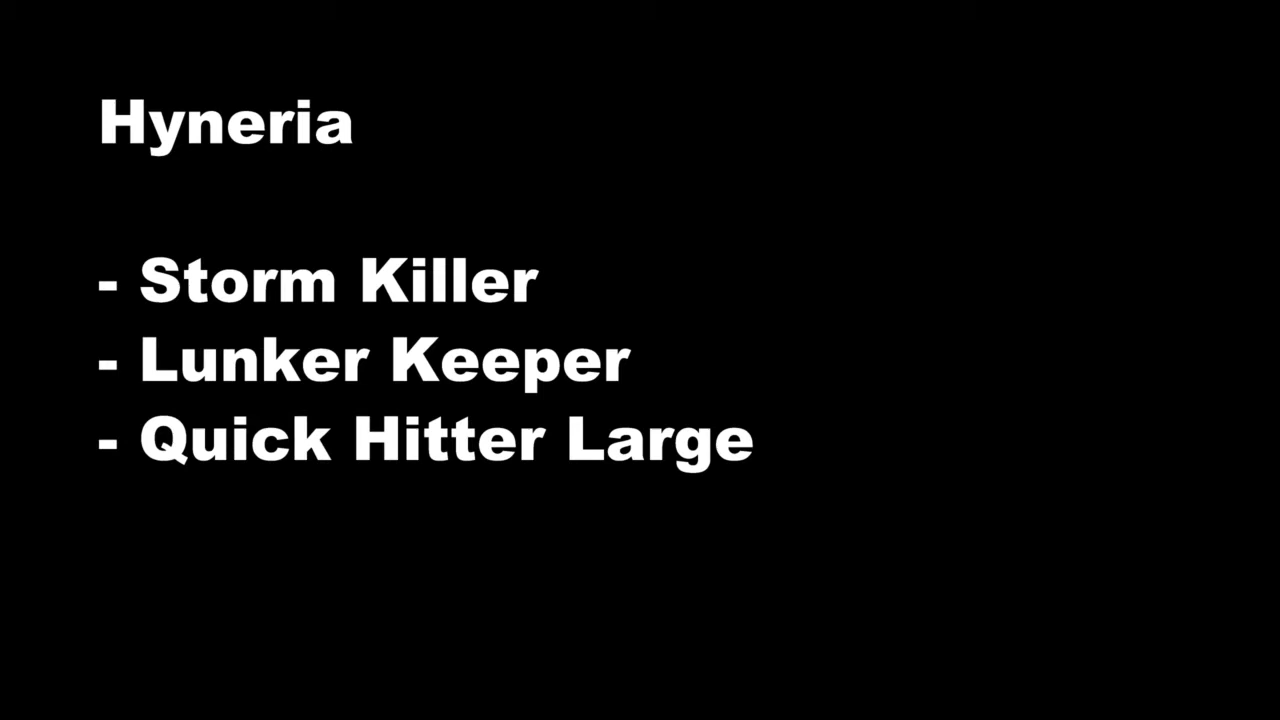 Hyneria
- Storm Killer
- Lunker Keeper
- Quick Hitter Large